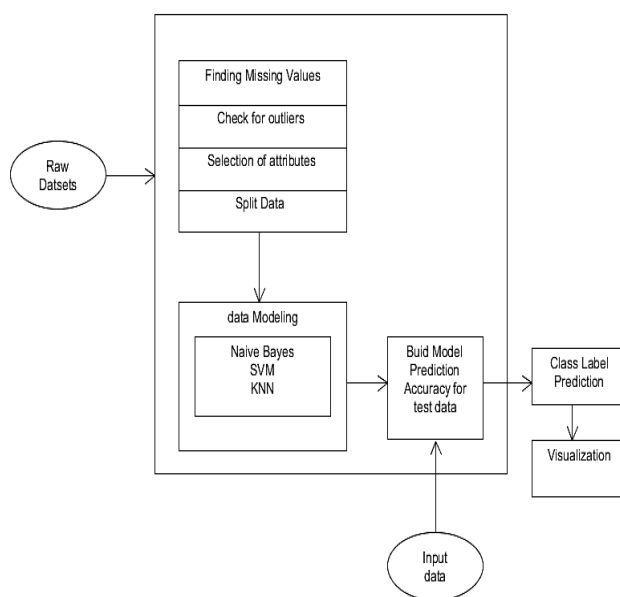 Finding Missing Values
Check for outliers
Selection of attributes
Split Data
Raw
Datsets
data Modeling
Naive Bayes
SVM
KNN
Buid Model
Prediction
Accuracy for
test data
Class Label
Prediction
Visualization
Input
data